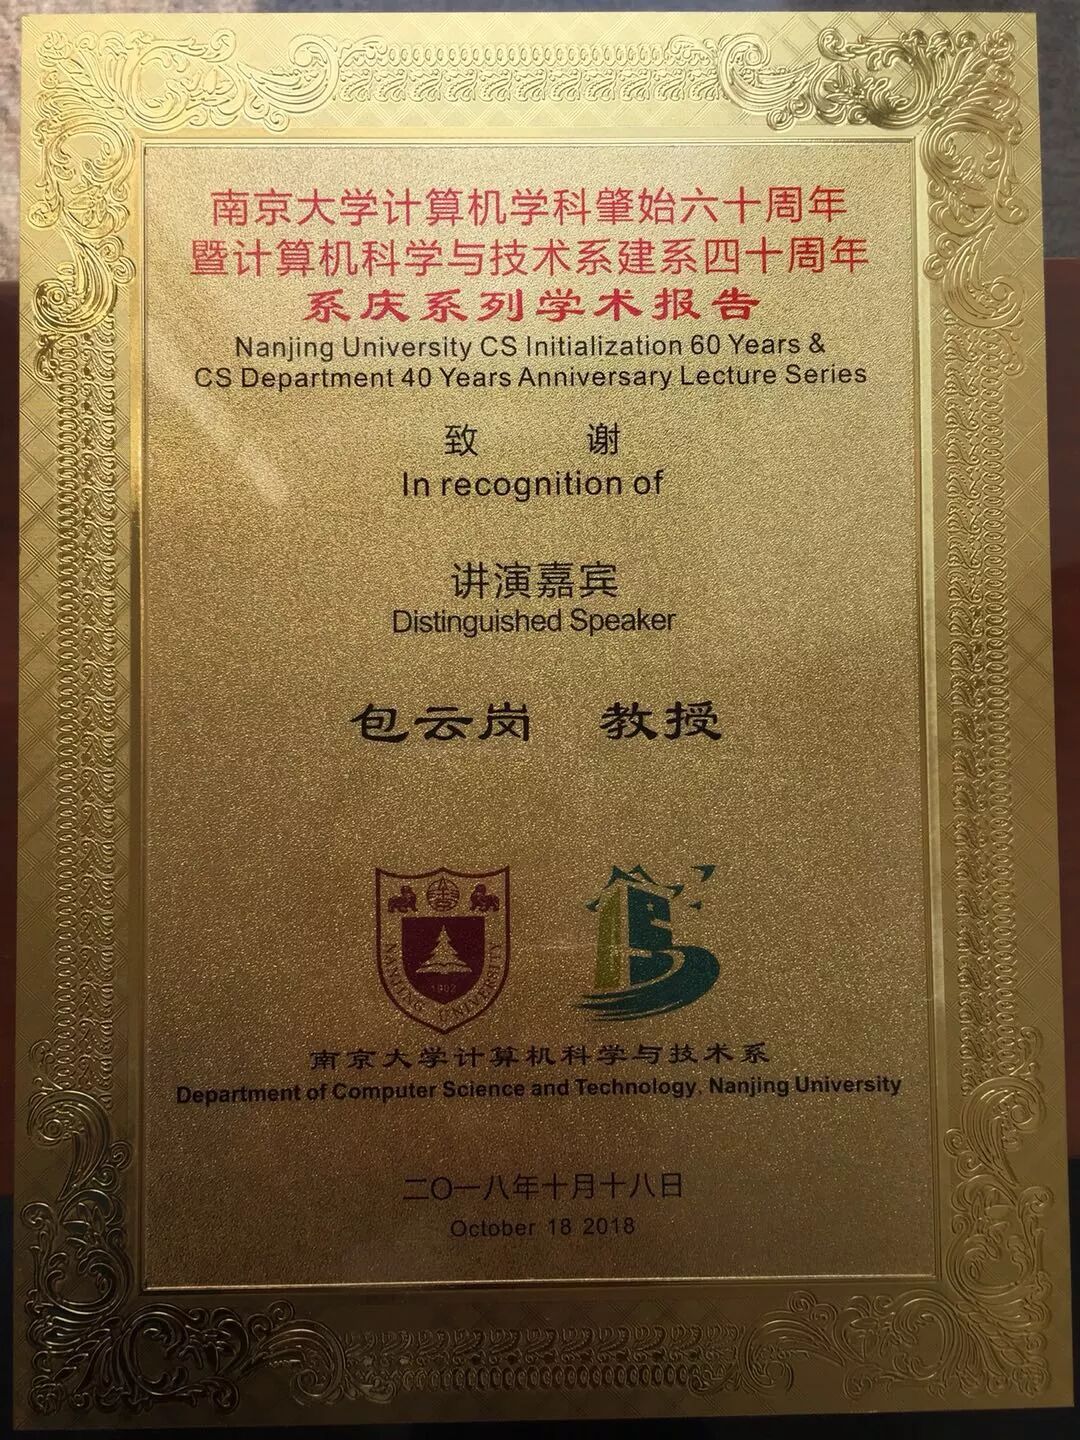 南京大学计算机学科肇始六十周年
暨计算机科学与技术系建系四十周年
系庆系列学术报告
Nanjing University CS Initialization 60 Years &
CS Department 40 Years Anniversary Lecture Series
致 谢
In recognition of
讲演嘉宾
Distinguished Speaker
包云岗 教授
1902
NANJING UNIVERSITY
南京大学计算机科学与技术系
Department of Computer Science and Technology, Nanjing University
二〇一八年十月十八日
October 18 2018